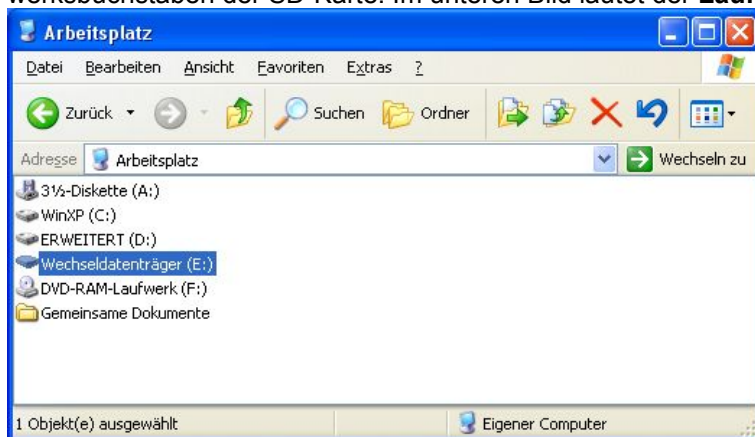 Arbeitsplatz
Datei Bearbeiten Ansicht Favoriten Extras ?
Zurück Suchen Ordner
Adresse Arbeitsplatz Wechseln zu
3½-Diskette (A:)
WinXP (C:)
ERWEITERT (D:)
Wechseldatenträger (E:)
DVD-RAM-Laufwerk (F:)
Gemeinsame Dokumente
1 Objekt(e) ausgewählt Eigener Computer